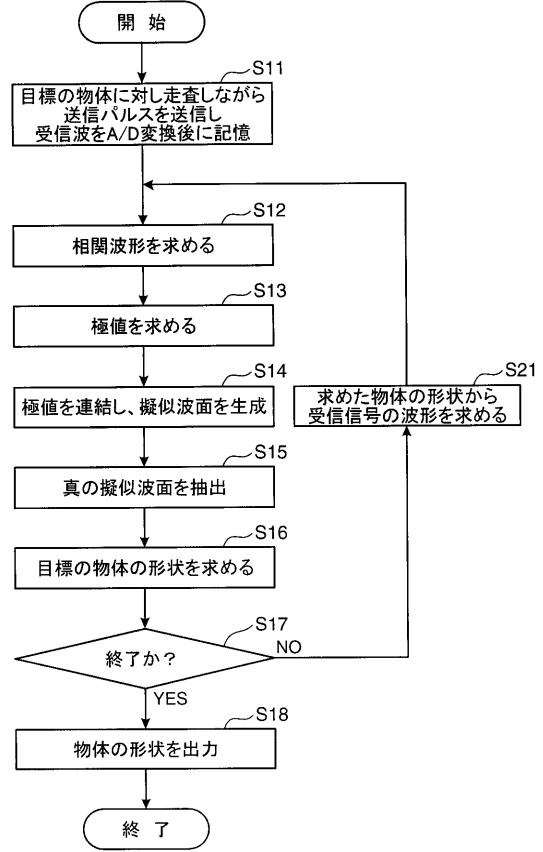 開 始
S11
目標の物体に対し走査しながら
送信パルスを送信し
受信波をA/D変換後に記憶
S12
相関波形を求める
S13
極値を求める
S14
極値を連結し、擬似波面を生成
S21
求めた物体の形状から
受信信号の波形を求める
S15
真の擬似波面を抽出
S16
目標の物体の形状を求める
S17
終了か？
NO
YES
S18
物体の形状を出力
終 了